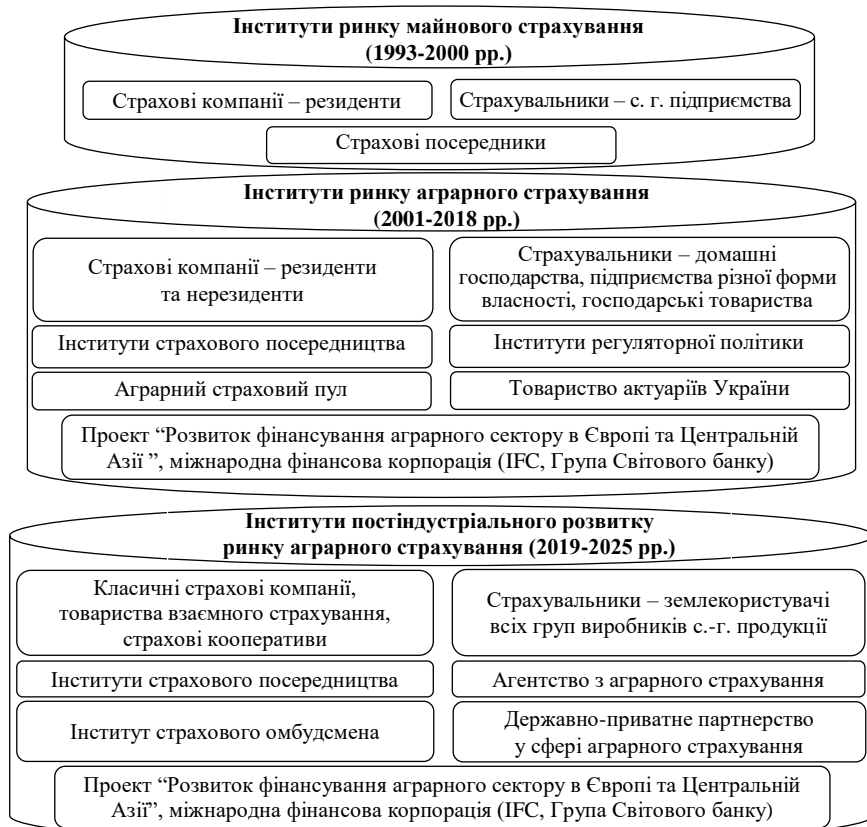 Інститути ринку майнового страхування
(1993-2000 рр.)
Страхові компанії – резиденти
Страхувальники – с. г. підприємства
Страхові посередники
Інститути ринку аграрного страхування
(2001-2018 рр.)
Страхові компанії – резиденти
та нерезиденти
Страхувальники – домашні
господарства, підприємства різної форми
власності, господарські товариства
Інститути страхового посередництва
Інститути регуляторної політики
Аграрний страховий пул
Товариство актуаріїв України
Проект “Розвиток фінансування аграрного сектору в Європі та Центральній
Азії ”, міжнародна фінансова корпорація (IFC, Група Світового банку)
Інститути постіндустріального розвитку
ринку аграрного страхування (2019-2025 рр.)
Класичні страхові компанії,
товариства взаємного страхування,
страхові кооперативи
Страхувальники – землекористувачі
всіх груп виробників с.-г. продукції
Інститути страхового посередництва
Агентство з аграрного страхування
Інститут страхового омбудсмена
Державно-приватне партнерство
у сфері аграрного страхування
Проект “Розвиток фінансування аграрного сектору в Європі та Центральній
Азії”, міжнародна фінансова корпорація (IFC, Група Світового банку)